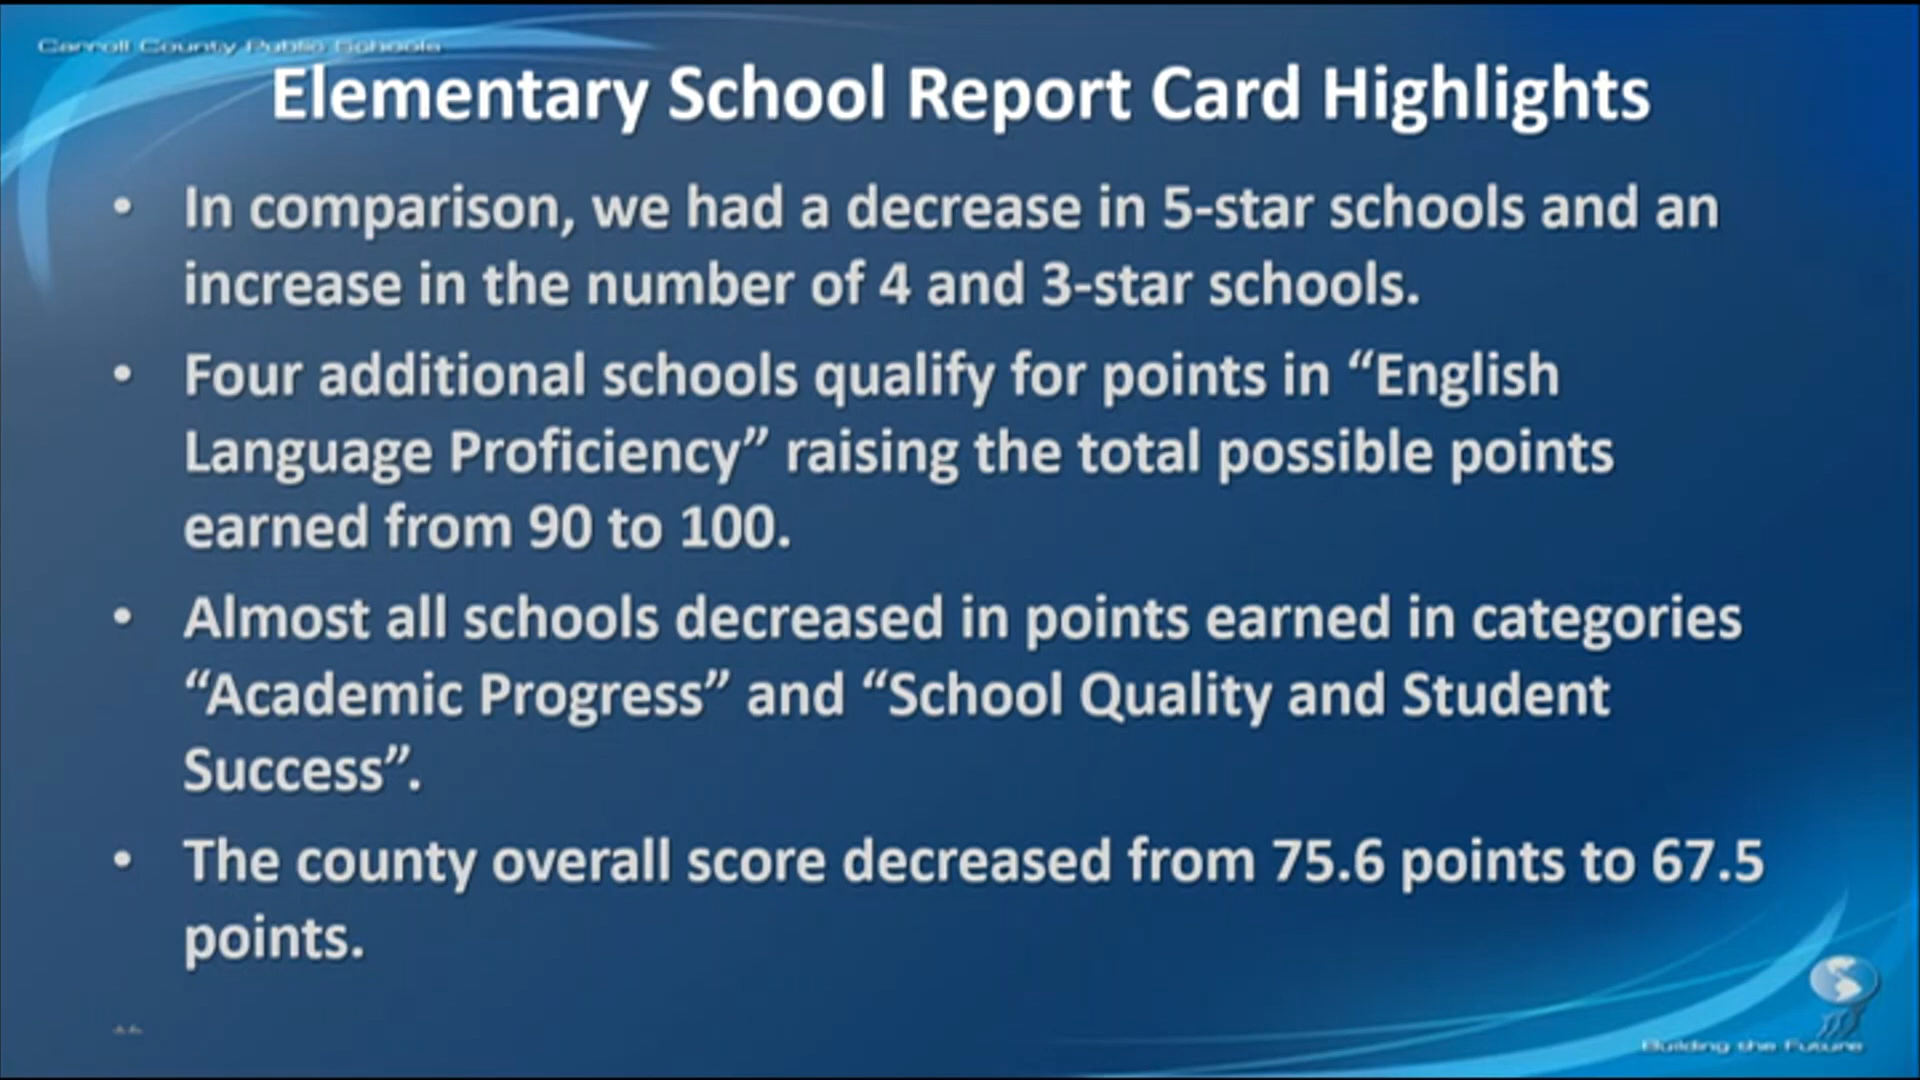 Carroll County Public Schools
Elementary School Report Card Highlights
• In comparison, we had a decrease in 5-star schools and an
increase in the number of 4 and 3-star schools.
• Four additional schools qualify for points in “English
Language Proficiency” raising the total possible points
earned from 90 to 100.
• Almost all schools decreased in points earned in categories
“Academic Progress” and “School Quality and Student
Success”.
• The county overall score decreased from 75.6 points to 67.5
points.
Building the Future